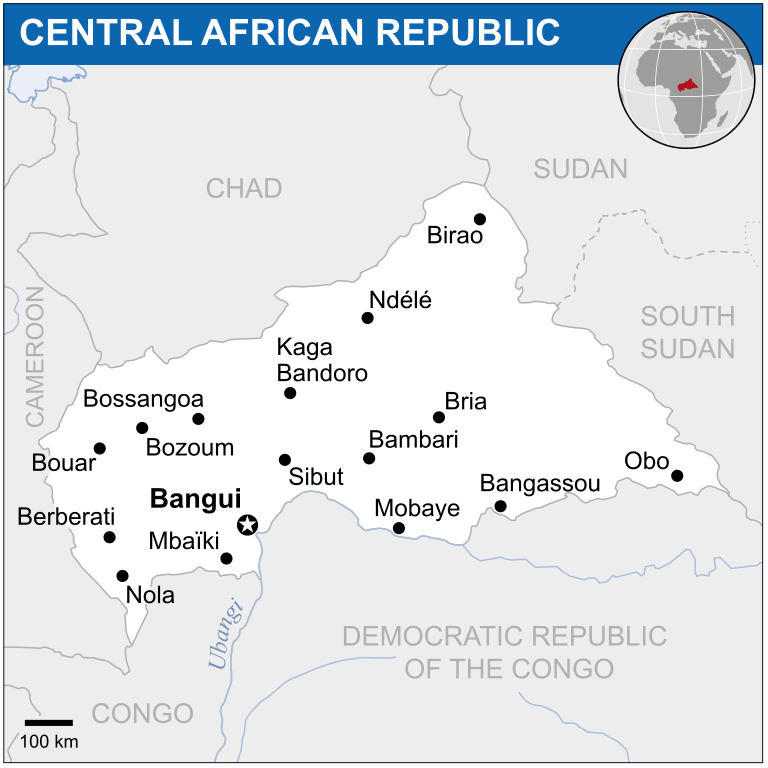 CENTRAL AFRICAN REPUBLIC
CHAD
SUDAN
Birao
Ndélé
CAMEROON
SOUTH
SUDAN
Kaga
Bandoro
Bossangoa
Bria
Bozoum
Bambari
Bouar
Obo
Sibut
Bangassou
Bangui
Mobaye
Berberati
Mbaïki
Nola
Ubangi
DEMOCRATIC REPUBLIC
OF THE CONGO
CONGO
100 km